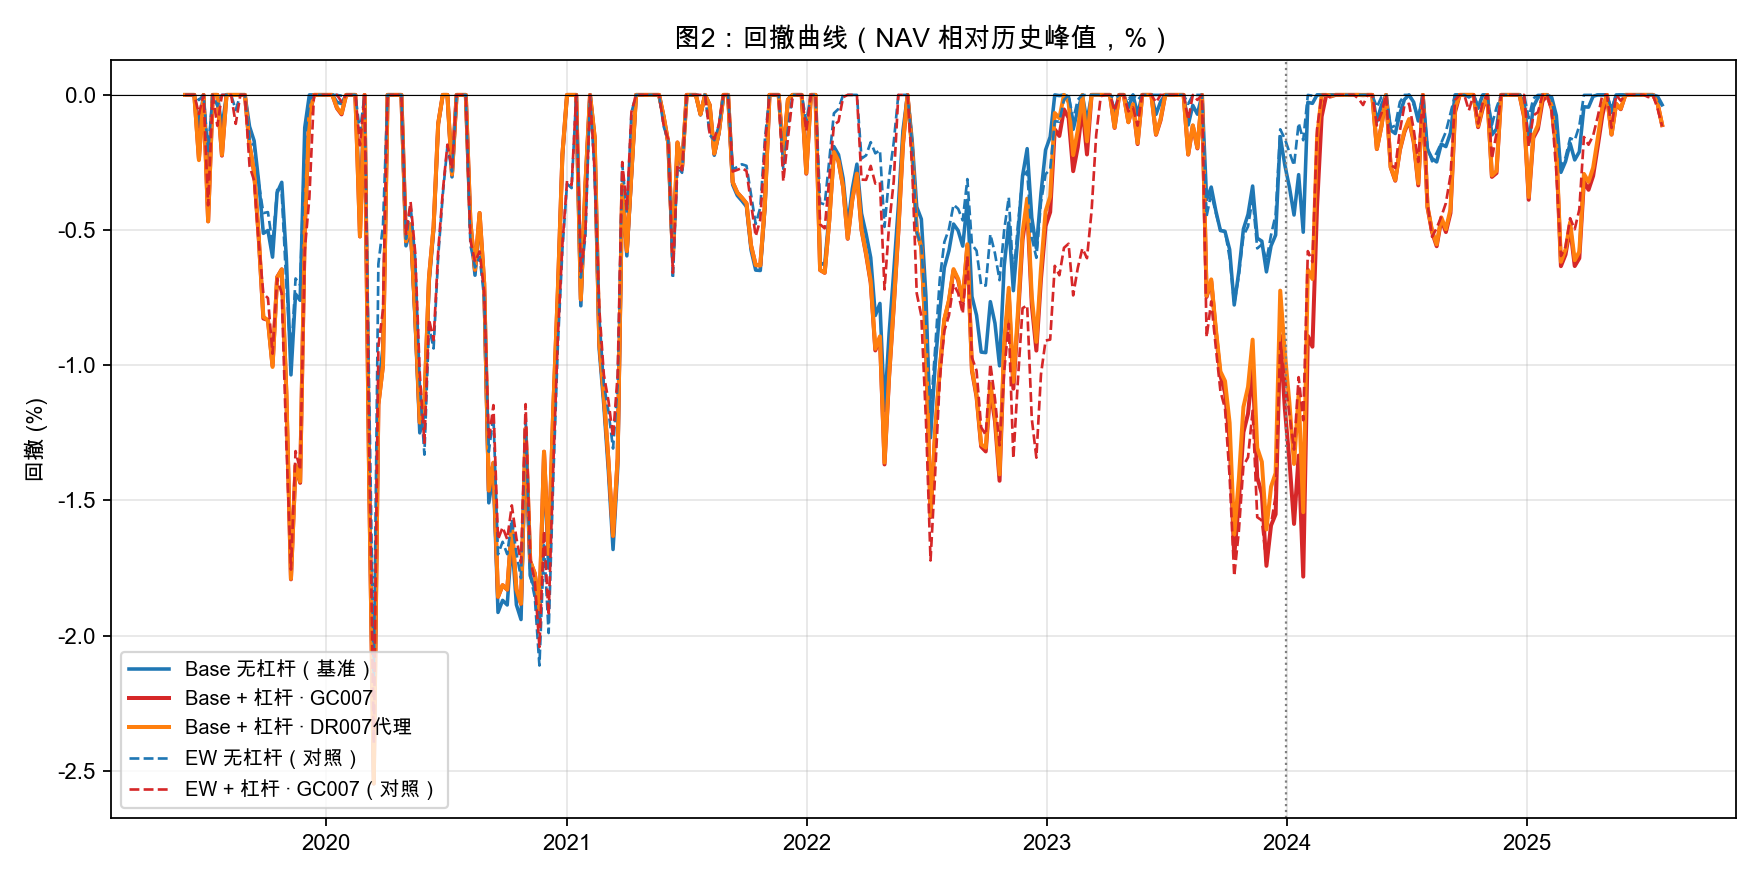 图2：回撤曲线（NAV 相对历史峰值，%）
回撤 (%)
0.0
-0.5
-1.0
-1.5
-2.0
-2.5
Base 无杠杆（基准）
Base + 杠杆 · GC007
Base + 杠杆 · DR007代理
EW 无杠杆（对照）
EW + 杠杆 · GC007（对照）
2020
2021
2022
2023
2024
2025